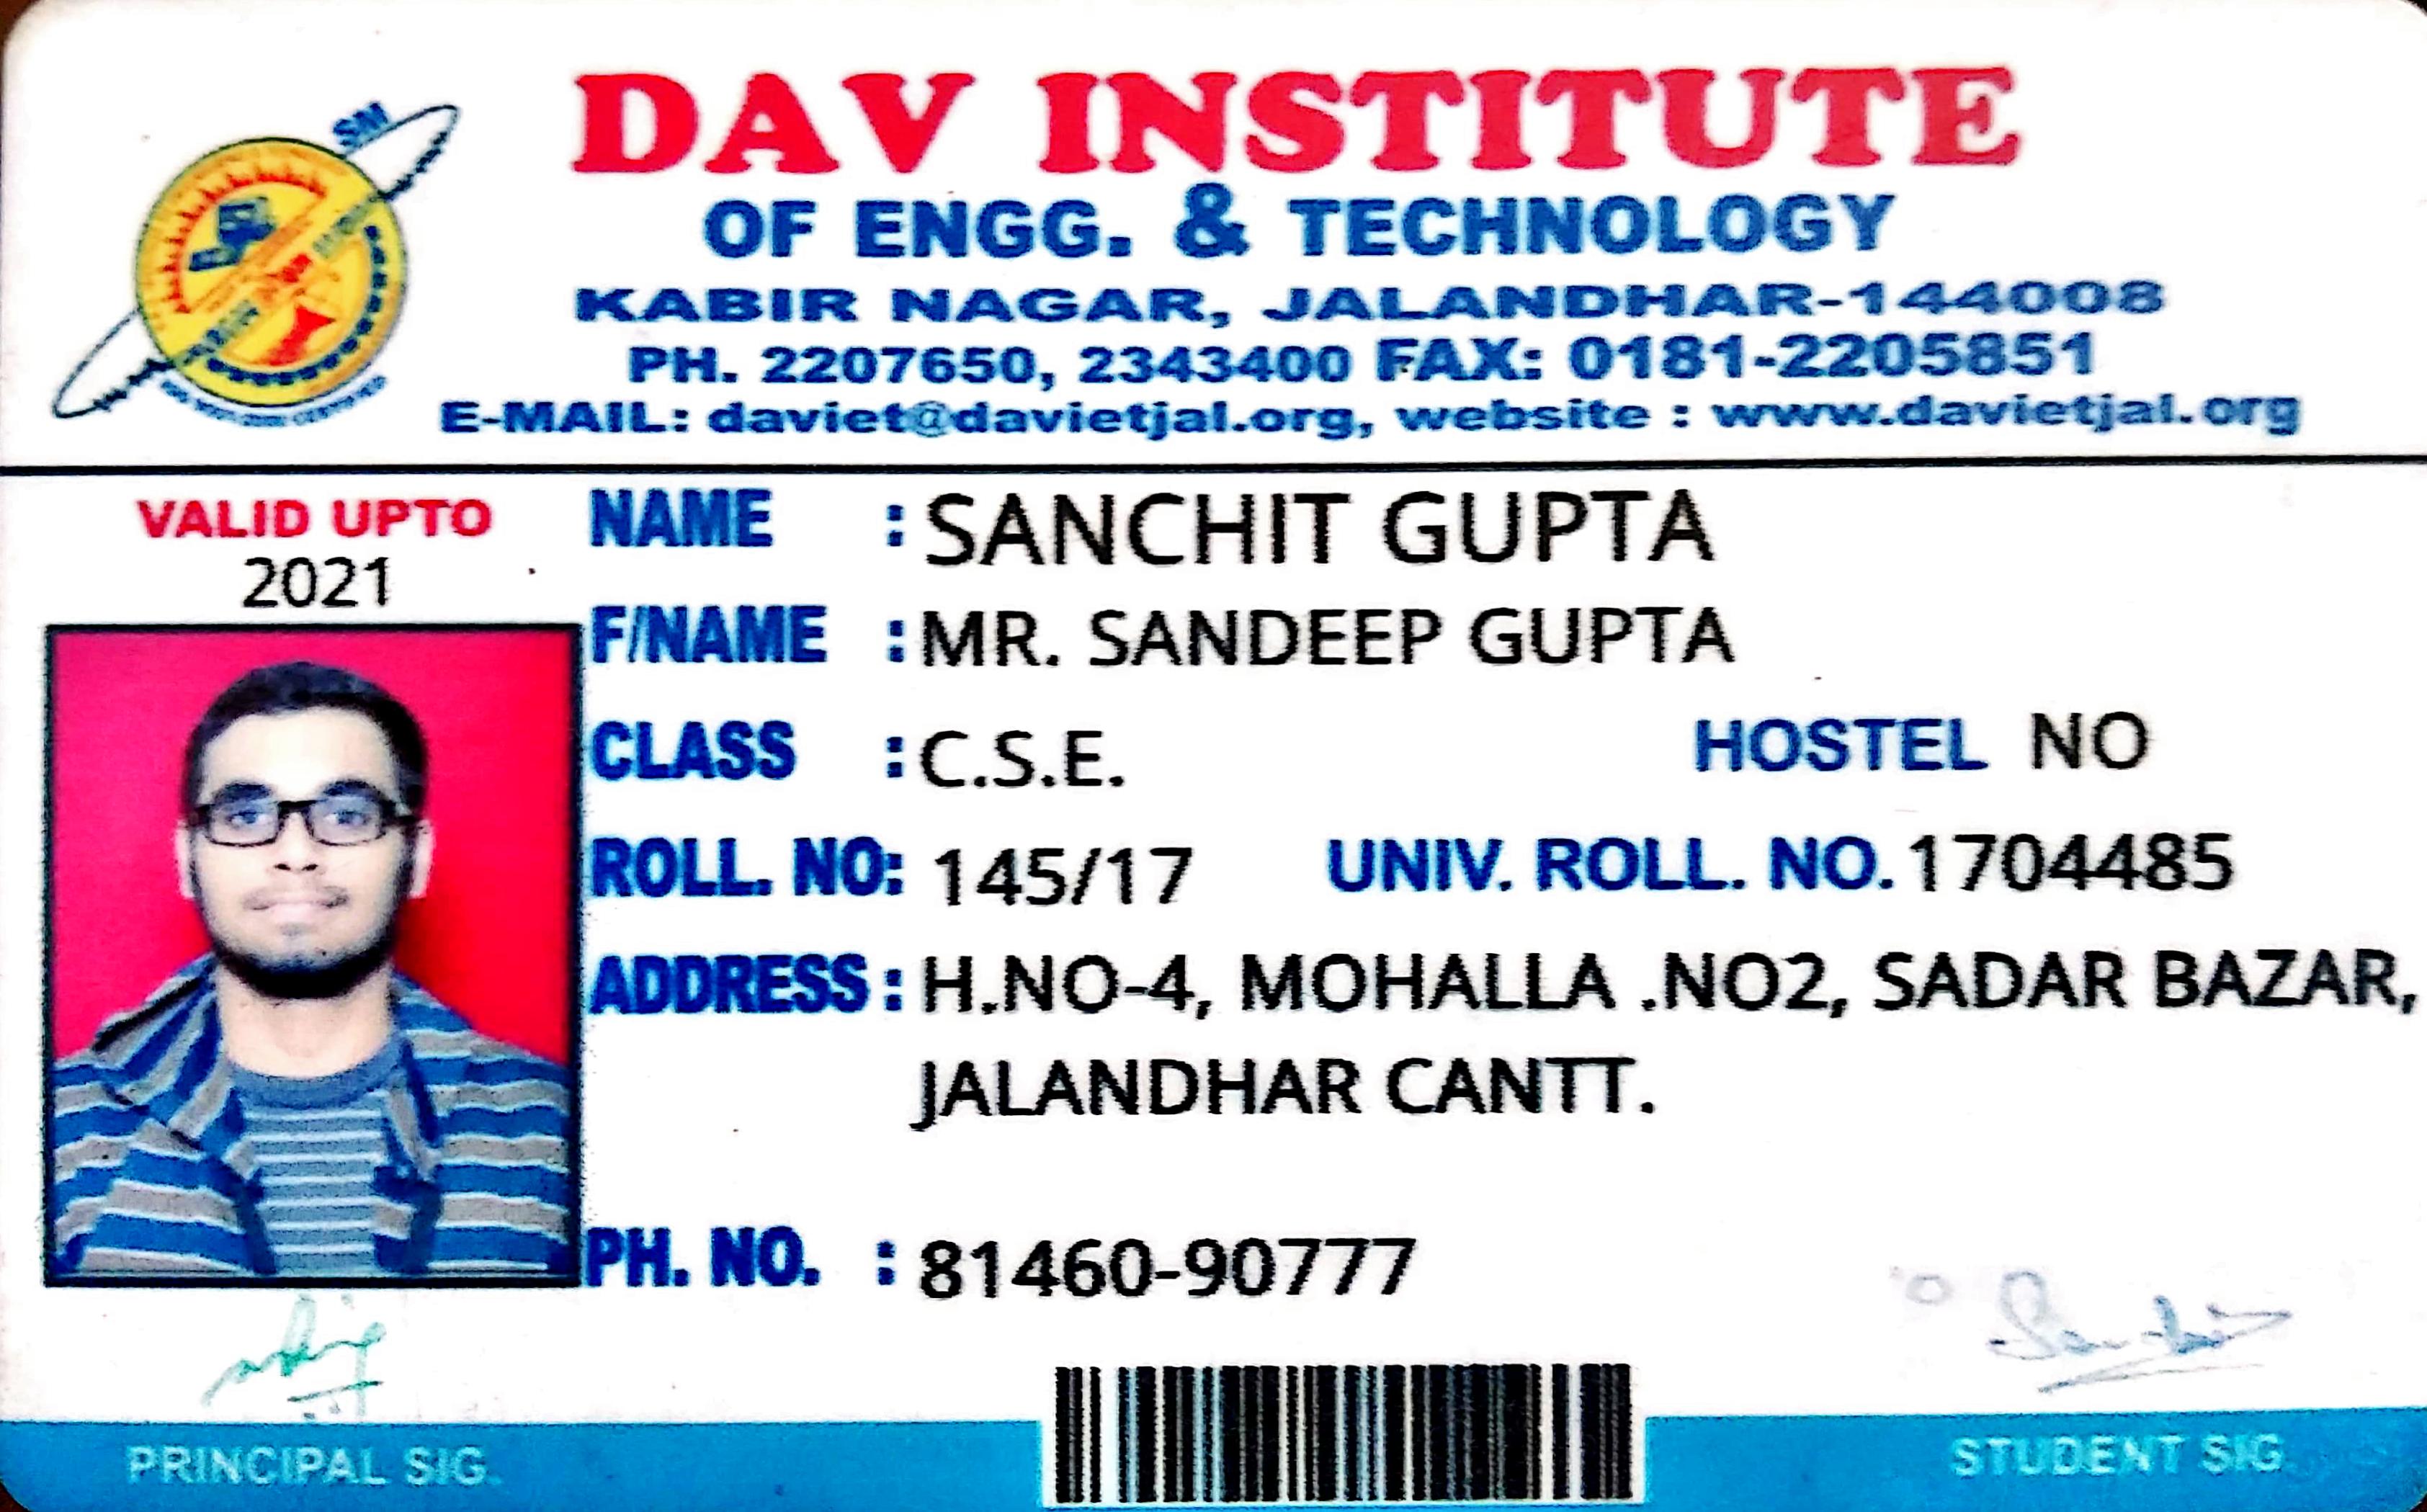 DAV INSTITUTE
OF ENGG. & TECHNOLOGY
KABIR NAGAR, JALANDHAR-144008
PH. 2207650, 2343400 FAX: 0181-2205851
E-MAIL: daviet@davietjal.org, website : www.davietjal.org
VALID UPTO
2021
NAME : SANCHIT GUPTA
F/NAME : MR. SANDEEP GUPTA
CLASS : C.S.E. HOSTEL NO
ROLL. NO: 145/17 UNIV. ROLL. NO. 1704485
ADDRESS : H.NO-4, MOHALLA .NO2, SADAR BAZAR,
JALANDHAR CANTT.
PH. NO. : 81460-90777
PRINCIPAL SIG. STUDENT SIG